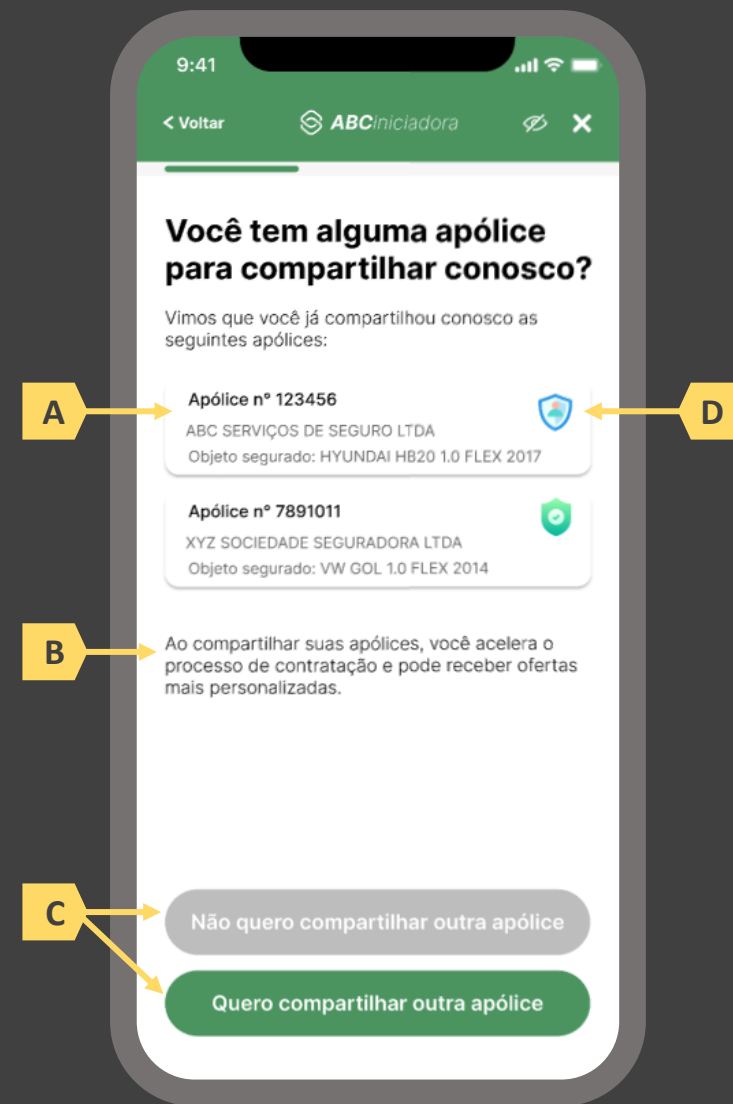 9:41
< Voltar
ABCiniciadora
Você tem alguma apólice
para compartilhar conosco?
Vimos que você já compartilhou conosco as
seguintes apólices:
A
Apólice n° 123456
D
ABC SERVIÇOS DE SEGURO LTDA
Objeto segurado: HYUNDAI HB20 1.0 FLEX 2017
Apólice n° 7891011
XYZ SOCIEDADE SEGURADORA LTDA
Objeto segurado: VW GOL 1.0 FLEX 2014
B
Ao compartilhar suas apólices, você acelera o
processo de contratação e pode receber ofertas
mais personalizadas.
C
Não quero compartilhar outra apólice
Quero compartilhar outra apólice